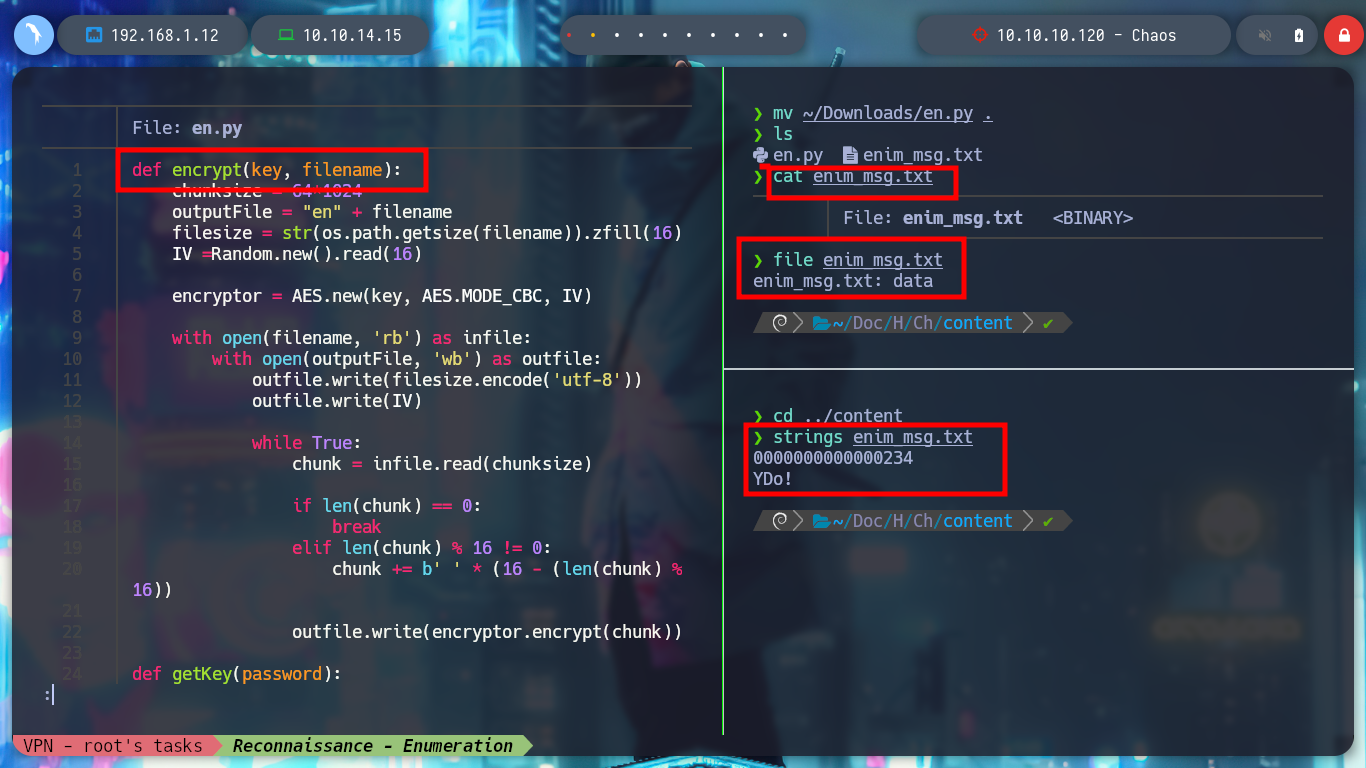 192.168.1.12
10.10.14.15
10.10.10.120 - Chaos
File: en.py
1 def encrypt(key, filename):
2 chunksize = 64*1024
3 outputFile = "en" + filename
4 filesize = str(os.path.getsize(filename)).zfill(16)
5 IV =Random.new().read(16)
6
7 encryptor = AES.new(key, AES.MODE_CBC, IV)
8
9 with open(filename, 'rb') as infile:
10 with open(outputFile, 'wb') as outfile:
11 outfile.write(filesize.encode('utf-8'))
12 outfile.write(IV)
13
14 while True:
15 chunk = infile.read(chunksize)
16
17 if len(chunk) == 0:
18 break
19 elif len(chunk) % 16 != 0:
20 chunk += b' ' * (16 - (len(chunk) %
16))
21
22 outfile.write(encryptor.encrypt(chunk))
23
24 def getKey(password):
:
❯ mv ~/Downloads/en.py .
❯ ls
en.py enim_msg.txt
❯ cat enim_msg.txt
File: enim_msg.txt <BINARY>
❯ file enim_msg.txt
enim_msg.txt: data
~/Doc/H/Ch/content ✔
❯ cd ../content
❯ strings enim_msg.txt
0000000000000234
YDo!
~/Doc/H/Ch/content ✔
VPN - root's tasks
Reconnaissance - Enumeration